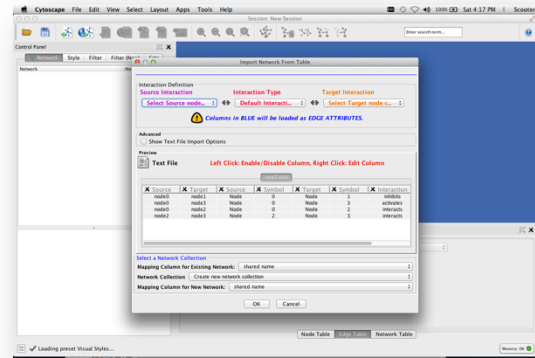 Cytoscape File Edit View Select Layout Apps Tools Help
100% Sat 4:17 PM Scooter
Session: New Session
Enter search term...
Control Panel
Network Style Filter Filter
Network
Import Network From Table
Interaction Definition
Source Interaction Interaction Type Target Interaction
Select Source node... Default Interacti... Select Target node c...
Columns in BLUE will be loaded as EDGE ATTRIBUTES.
Advanced
Show Text File Import Options
Preview
Text File Left Click: Enable/Disable Column, Right Click: Edit Column
Source Target Source Symbol Target Symbol Interaction
node0 node1 Node 0 Node 1 inhibits
node0 node3 Node 0 Node 3 activates
node0 node2 Node 0 Node 2 interacts
node2 node3 Node 2 Node 3 interacts
Select a Network Collection
Mapping Column for Existing Network: shared name
Network Collection Create new network collection
Mapping Column for New Network: shared name
OK Cancel
Node Table Edge Table Network Table
Loading preset Visual Styles...
Memory: OK